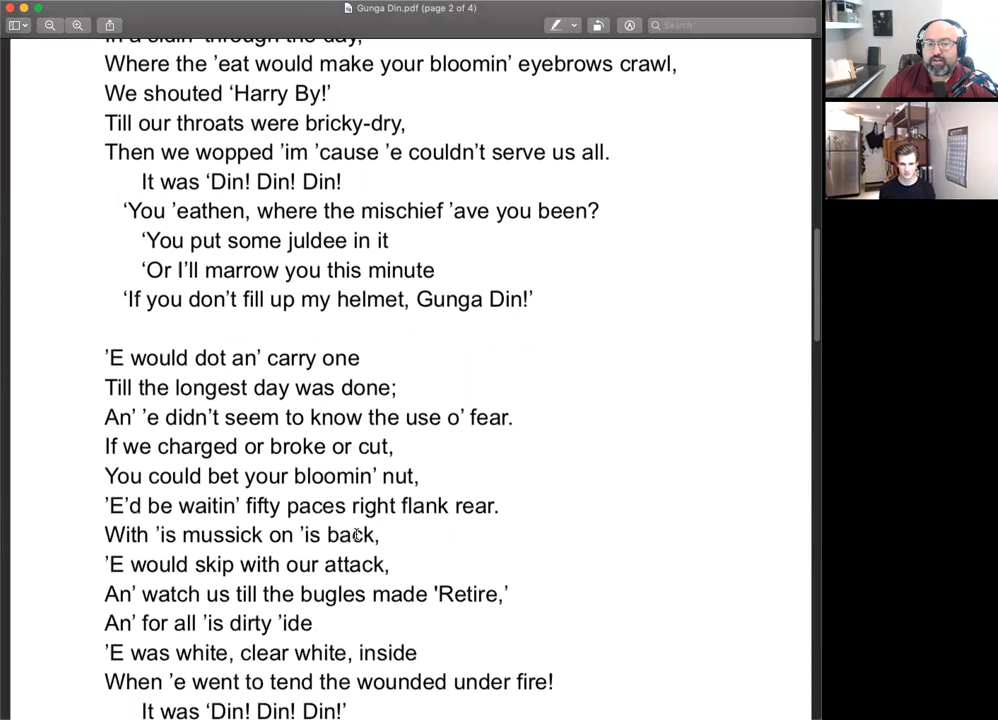 Gunga Din.pdf (page 2 of 4)
Search
In a sidin' through the day,
Where the ’eat would make your bloomin’ eyebrows crawl,
We shouted ‘Harry By!’
Till our throats were bricky-dry,
Then we wopped ’im ’cause ’e couldn’t serve us all.
It was ‘Din! Din! Din!
‘You ’eathen, where the mischief ’ave you been?
‘You put some juldee in it
‘Or I’ll marrow you this minute
‘If you don’t fill up my helmet, Gunga Din!’
’E would dot an’ carry one
Till the longest day was done;
An’ ’e didn’t seem to know the use o’ fear.
If we charged or broke or cut,
You could bet your bloomin’ nut,
’E’d be waitin’ fifty paces right flank rear.
With ’is mussick on ’is back,
’E would skip with our attack,
An’ watch us till the bugles made 'Retire,’
An’ for all ’is dirty ’ide
’E was white, clear white, inside
When ’e went to tend the wounded under fire!
It was ‘Din! Din! Din!’